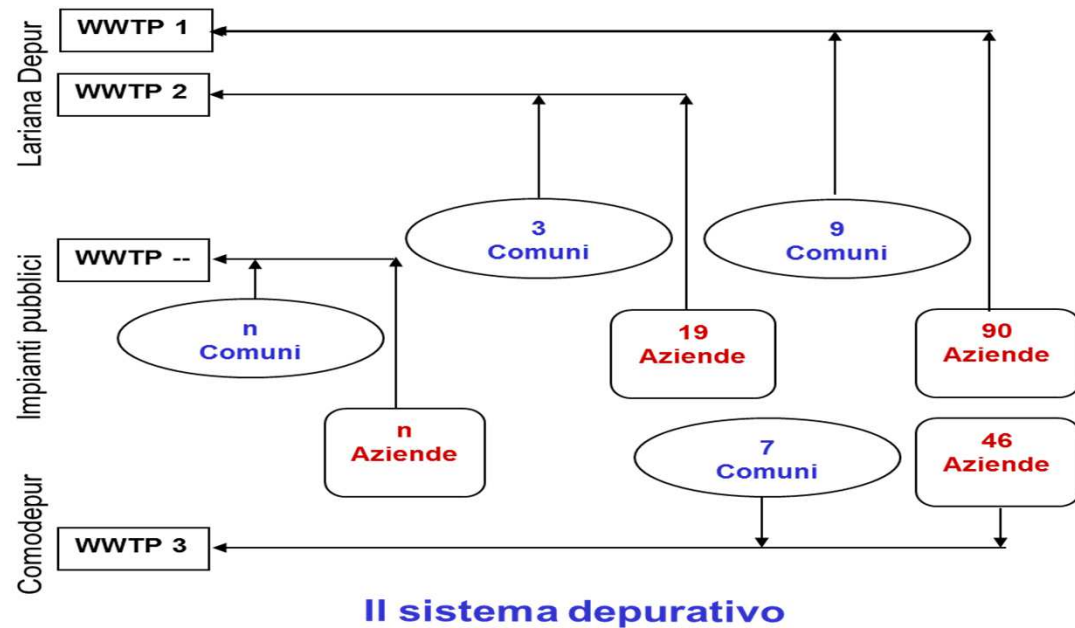 Lariana Depur
WWTP 1
WWTP 2
3
Comuni
9
Comuni
Impianti pubblici
WWTP --
n
Comuni
19
Aziende
90
Aziende
n
Aziende
7
Comuni
46
Aziende
Comodepur
WWTP 3
Il sistema depurativo